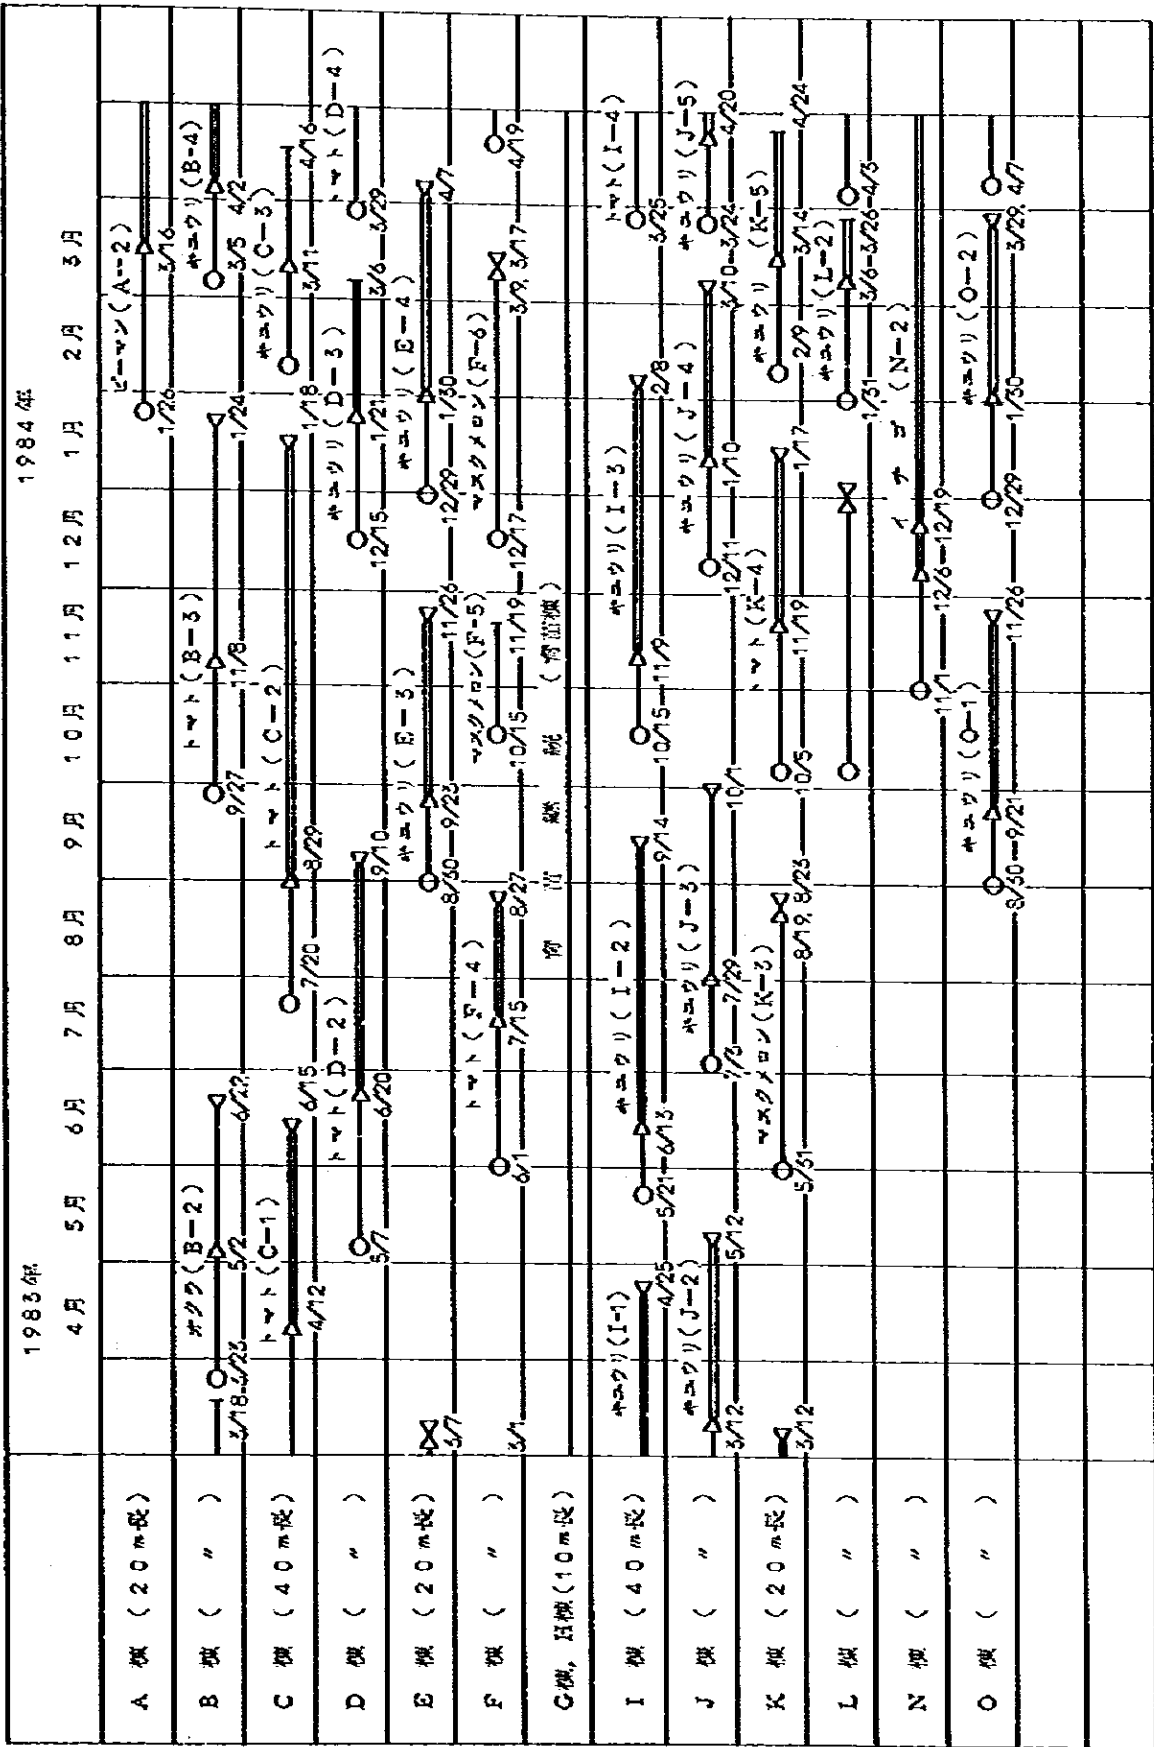 1983年 1984年
4月 5月 6月 7月 8月 9月 10月 11月 12月 1月 2月 3月
A 棟 (20m長)
ピーマン(A-2)
1/26 3/16
B 棟 ( 〃 )
オクラ(B-2) トマト(B-3) キュウリ(B-4)
3/18-3/23 5/2 6/22 9/27 11/8 1/24 3/5 4/2
C 棟 (40m長)
トマト(C-1) トマト(C-2) キュウリ(C-3)
4/12 6/15 7/20 8/29 1/18 3/11 4/16
D 棟 ( 〃 )
トマト(D-2) キュウリ(D-3) トマト(D-4)
5/7 6/20 9/10 12/15 1/21 3/6-3/29
E 棟 (20m長)
キュウリ(E-3) キュウリ(E-4)
3/7 8/30 9/23 11/26 12/29 1/30 4/7
F 棟 ( 〃 )
トマト(F-4) マスクメロン(F-5) マスクメロン(F-6)
3/1 6/1 7/15 8/27 10/15 11/19-12/17 3/9, 3/17 4/19
G棟, H棟(10m長)
育 苗 継 続 (育苗棟)
I 棟 (40m長)
キュウリ(I-1) キュウリ(I-2) キュウリ(I-3) トマト(I-4)
4/25 5/21-6/13 9/14 10/15-11/9 2/8 3/25
J 棟 ( 〃 )
キュウリ(J-2) キュウリ(J-3) キュウリ(J-4) キュウリ(J-5)
3/12 5/12 7/3 7/29 10/1 12/11 1/10 3/10-3/24 4/20
K 棟 (20m長)
マスクメロン(K-3) トマト(K-4) キュウリ(K-5)
3/12 5/31 8/19, 8/23 10/5 11/19 1/17 2/9 3/14 4/24
L 棟 ( 〃 )
キュウリ(L-2)
1/31 3/6-3/26-4/3
N 棟 ( 〃 )
イ チ ゴ (N-2)
11/1 12/6-12/19
O 棟 ( 〃 )
キュウリ(O-1) キュウリ(O-2)
8/30-9/21 11/26 12/29 1/30 3/29, 4/7